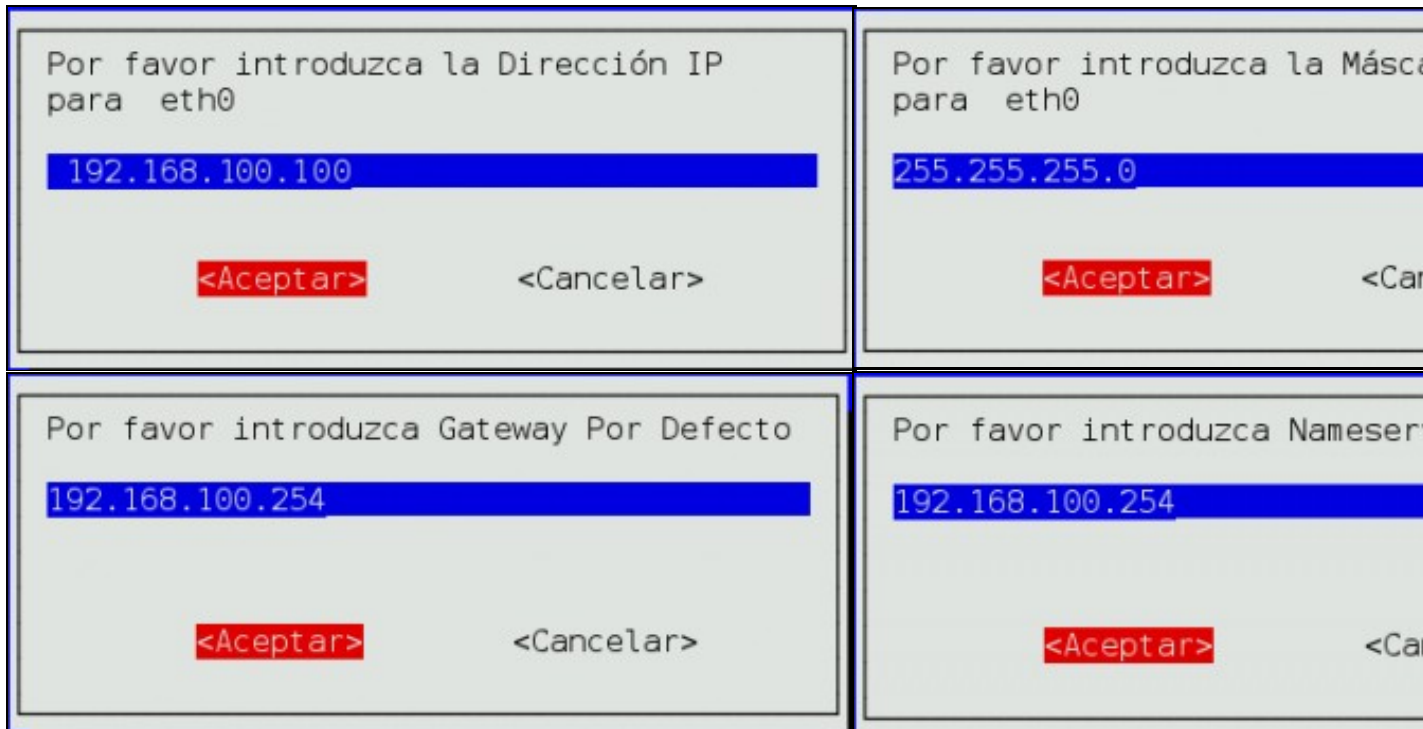 Por favor introduzca la Dirección IP
para eth0
192.168.100.100
<Aceptar> <Cancelar>
Por favor introduzca la
para eth0
255.255.255.0
<Aceptar>
Por favor introduzca Gateway Por Defecto
192.168.100.254
<Aceptar> <Cancelar>
Por favor introduzca
192.168.100.254
<Aceptar>